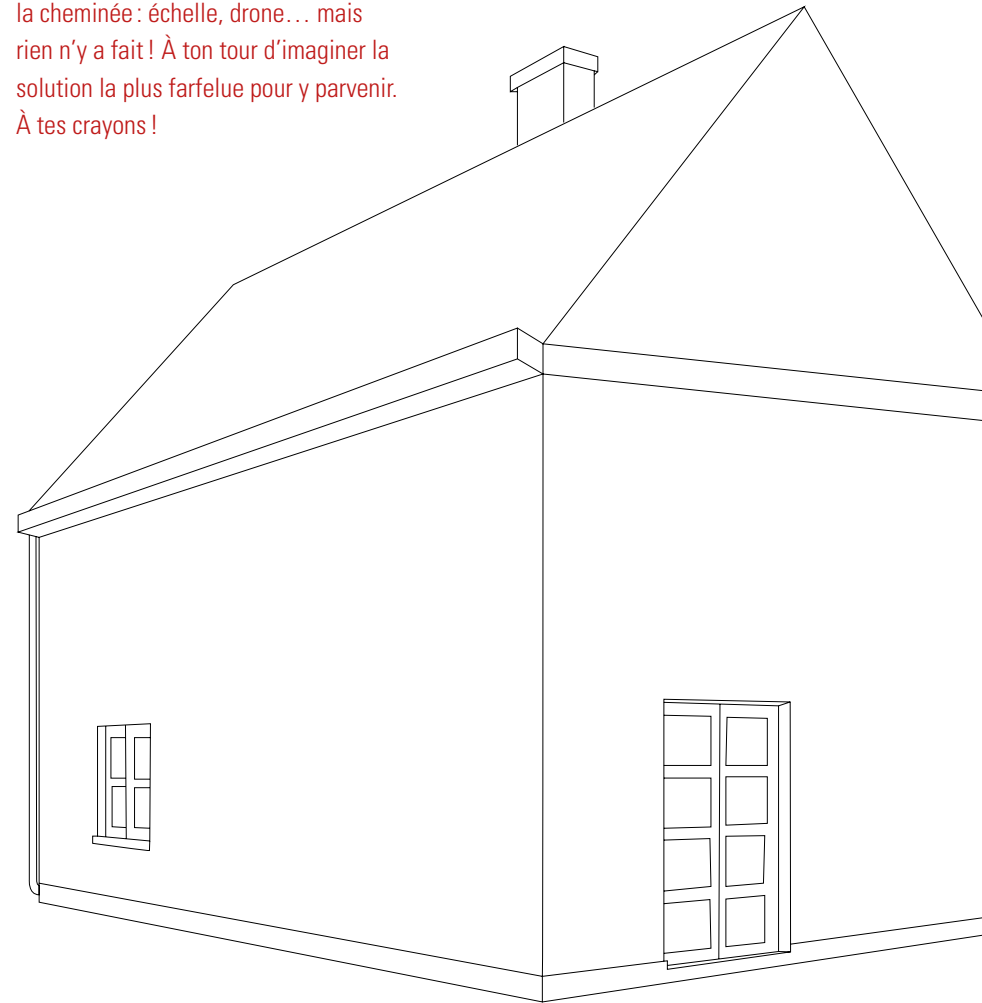 la cheminée : échelle, drone… mais
rien n’y a fait ! À ton tour d’imaginer la
solution la plus farfelue pour y parvenir.
À tes crayons !